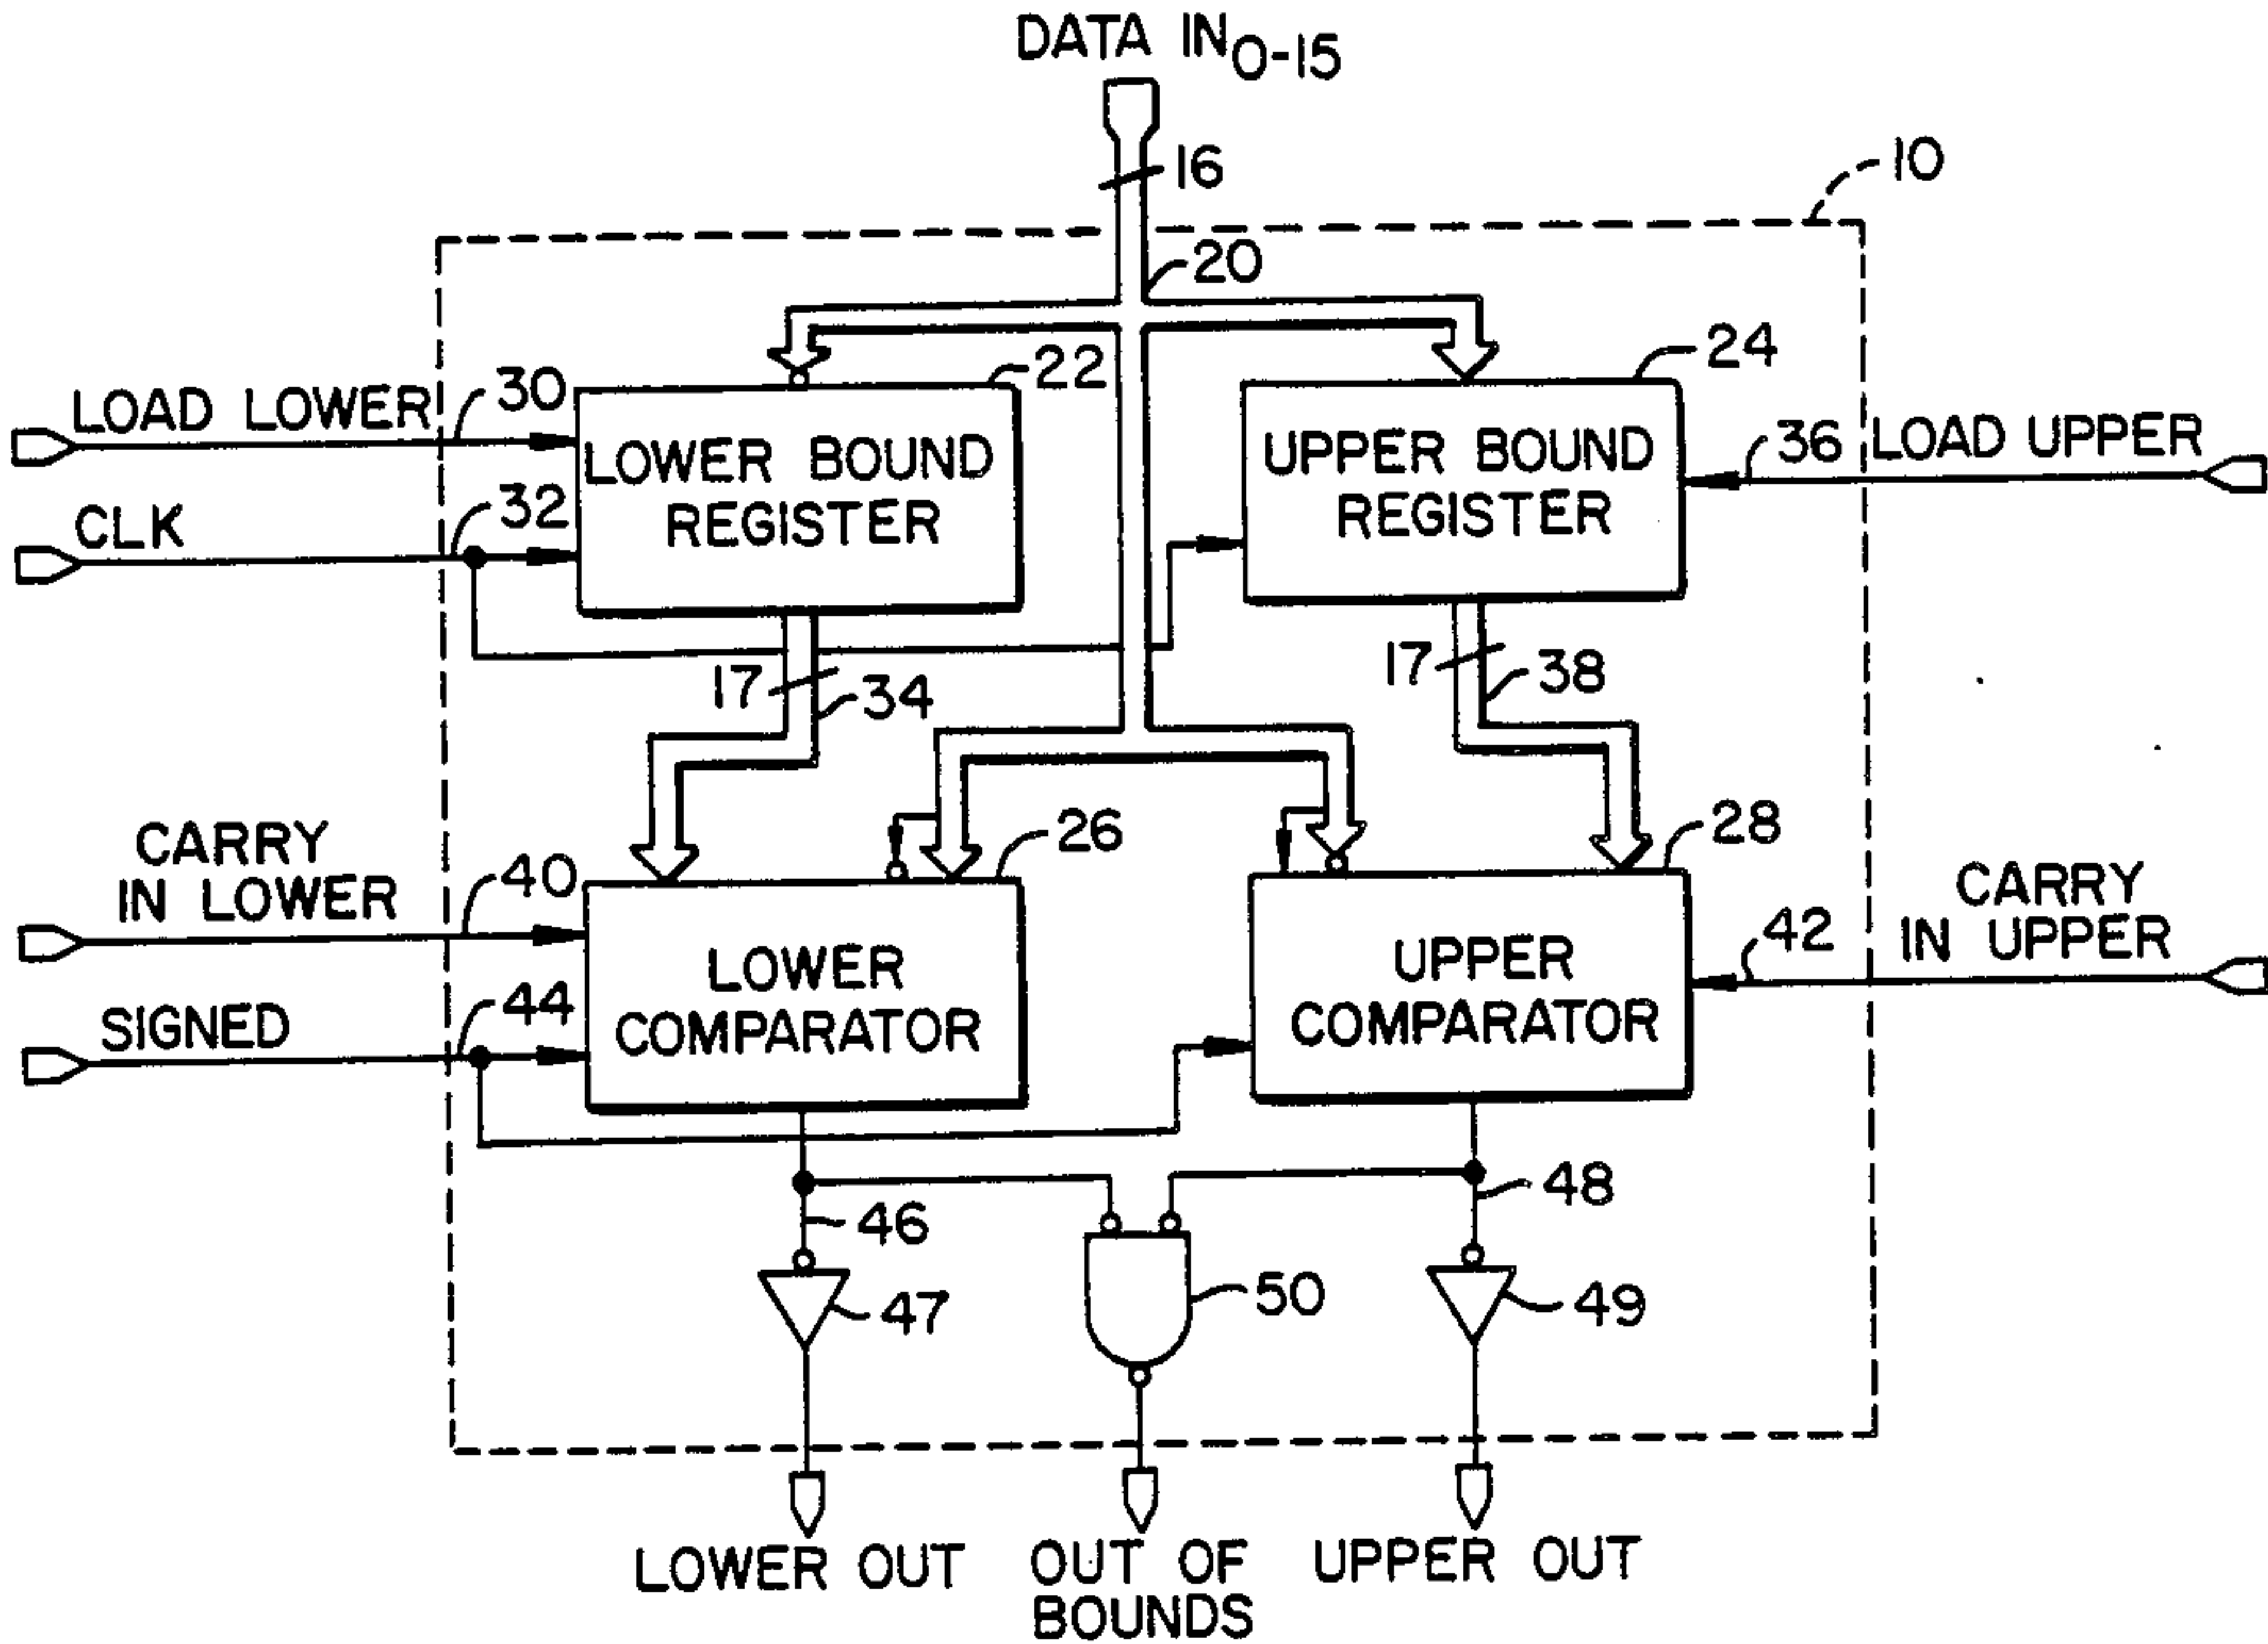 DATA IN0-15
16
10
20
22
24
LOAD LOWER
30
LOWER BOUND
REGISTER
UPPER BOUND
REGISTER
36
LOAD UPPER
CLK
32
17
34
17
38
26
28
CARRY
IN LOWER
40
LOWER
COMPARATOR
UPPER
COMPARATOR
42
CARRY
IN UPPER
SIGNED
44
46
48
47
50
49
LOWER OUT
OUT OF
BOUNDS
UPPER OUT